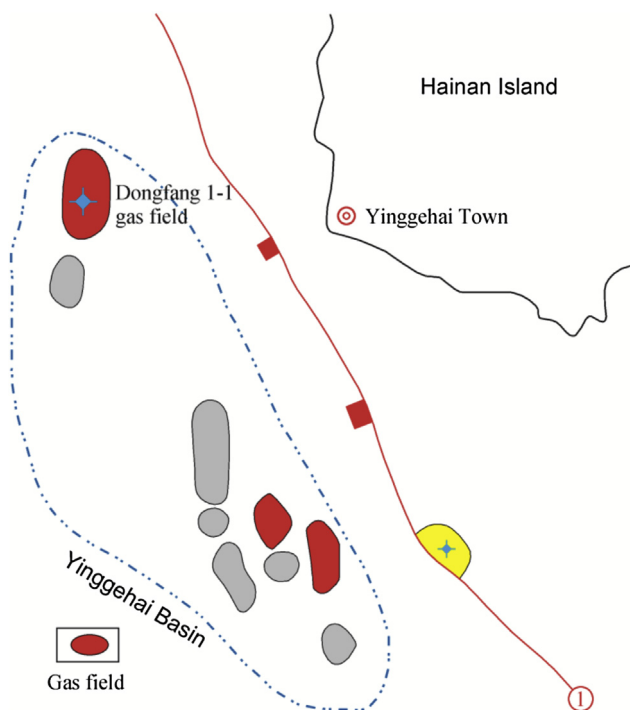 Hainan Island
Dongfang 1-1
gas field
Yinggehai Town
Yinggehai Basin
Gas field
1